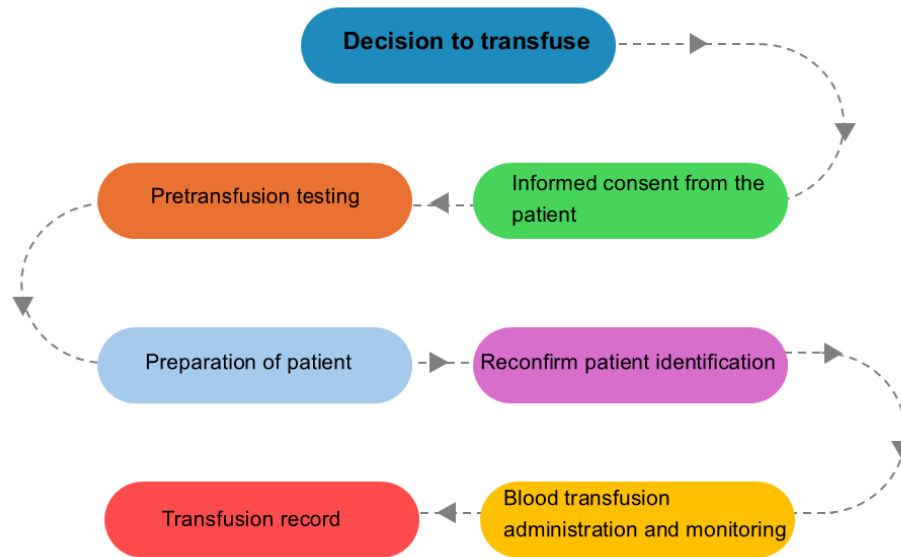 Decision to transfuse
Informed consent from the
patient
Pretransfusion testing
Preparation of patient
Reconfirm patient identification
Blood transfusion
administration and monitoring
Transfusion record